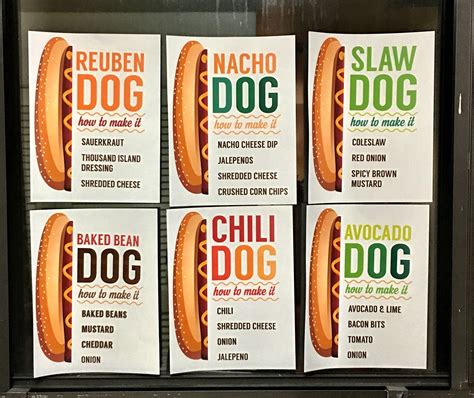 REUBEN
DOG
how to make it
SAUERKRAUT
THOUSAND ISLAND
DRESSING
SHREDDED CHEESE
NACHO
DOG
how to make it
NACHO CHEESE DIP
JALEPENOS
SHREDDED CHEESE
CRUSHED CORN CHIPS
SLAW
DOG
how to make it
COLESLAW
RED ONION
SPICY BROWN
MUSTARD
BAKED BEAN
DOG
how to make it
BAKED BEANS
MUSTARD
CHEDDAR
ONION
CHILI
DOG
how to make it
CHILI
SHREDDED CHEESE
ONION
JALEPENO
AVOCADO
DOG
how to make it
AVOCADO & LIME
BACON BITS
TOMATO
ONION